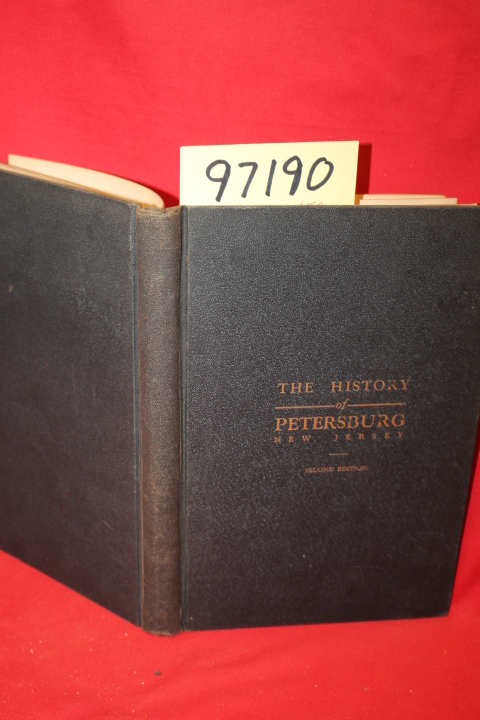 97190
THE HISTORY
of
PETERSBURG
NEW JERSEY
SECOND EDITION